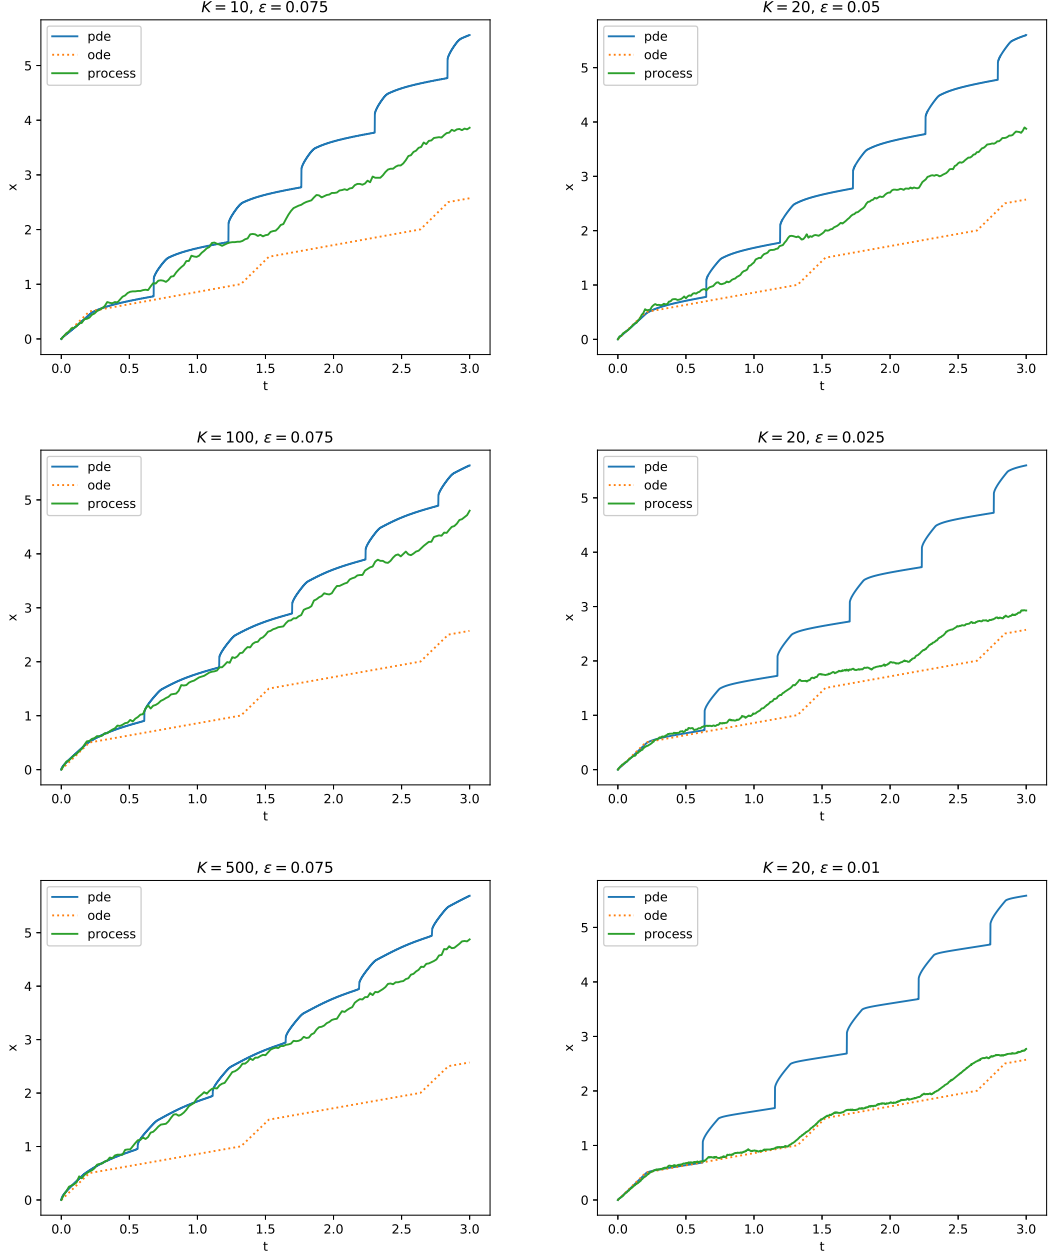 K = 10, ε = 0.075
pde
ode
process
x
5
4
3
2
1
0
0.0 0.5 1.0 1.5 2.0 2.5 3.0
t
K = 20, ε = 0.05
pde
ode
process
x
5
4
3
2
1
0
0.0 0.5 1.0 1.5 2.0 2.5 3.0
t
K = 100, ε = 0.075
pde
ode
process
x
5
4
3
2
1
0
0.0 0.5 1.0 1.5 2.0 2.5 3.0
t
K = 20, ε = 0.025
pde
ode
process
x
5
4
3
2
1
0
0.0 0.5 1.0 1.5 2.0 2.5 3.0
t
K = 500, ε = 0.075
pde
ode
process
x
5
4
3
2
1
0
0.0 0.5 1.0 1.5 2.0 2.5 3.0
t
K = 20, ε = 0.01
pde
ode
process
x
5
4
3
2
1
0
0.0 0.5 1.0 1.5 2.0 2.5 3.0
t